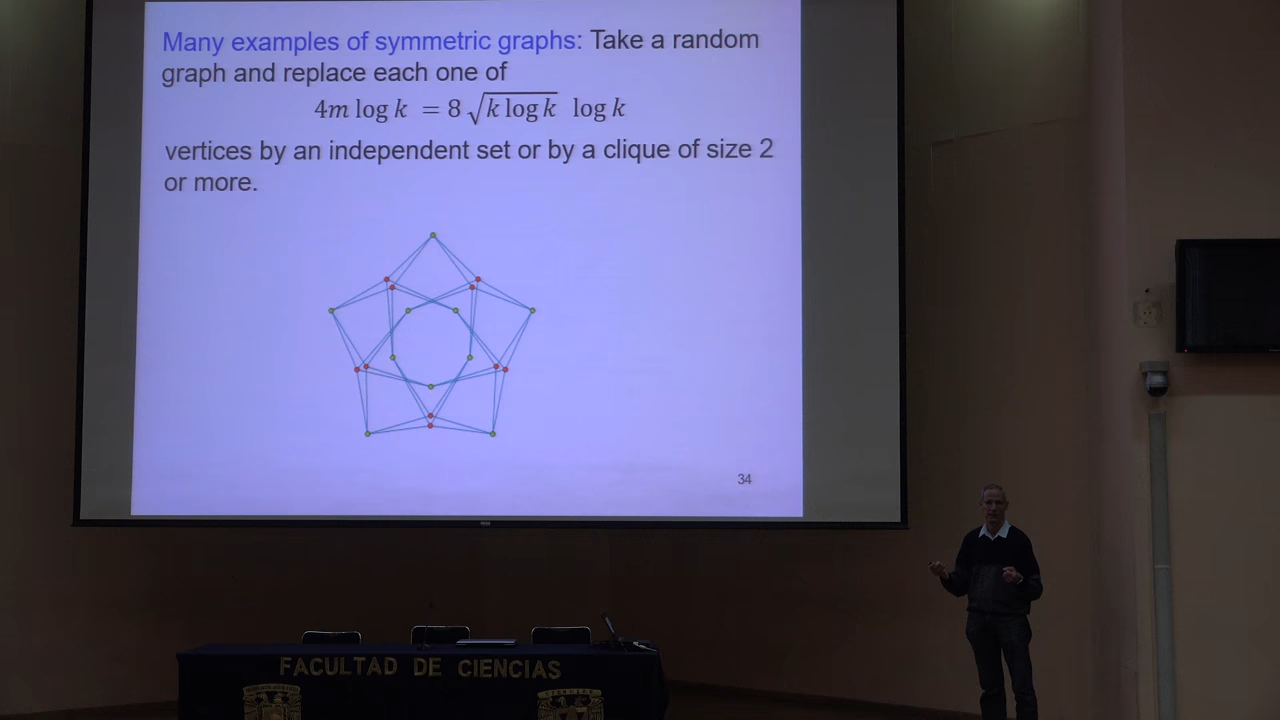 Many examples of symmetric graphs: Take a random
graph and replace each one of
4m log k = 8 √(k log k) log k
vertices by an independent set or by a clique of size 2
or more.
34
FACULTAD DE CIENCIAS